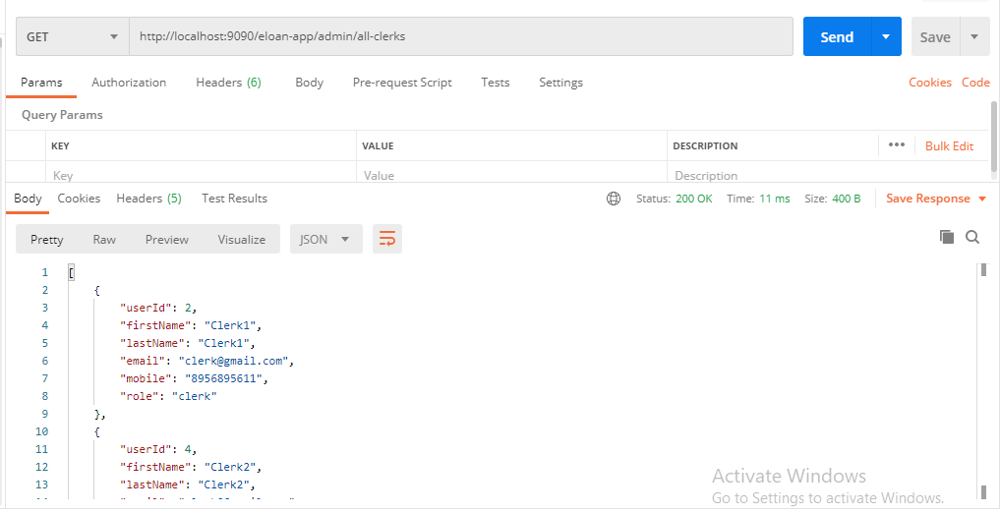 GET http://localhost:9090/eloan-app/admin/all-clerks Send Save
Params Authorization Headers (6) Body Pre-request Script Tests Settings Cookies Code
Query Params
KEY VALUE DESCRIPTION ••• Bulk Edit
Key Value Description
Body Cookies Headers (5) Test Results Status: 200 OK Time: 11 ms Size: 400 B Save Response
Pretty Raw Preview Visualize JSON
1 [
2 {
3 "userId": 2,
4 "firstName": "Clerk1",
5 "lastName": "Clerk1",
6 "email": "clerk@gmail.com",
7 "mobile": "8956895611",
8 "role": "clerk"
9 },
10 {
11 "userId": 4,
12 "firstName": "Clerk2",
13 "lastName": "Clerk2",
Activate Windows
Go to Settings to activate Windows.